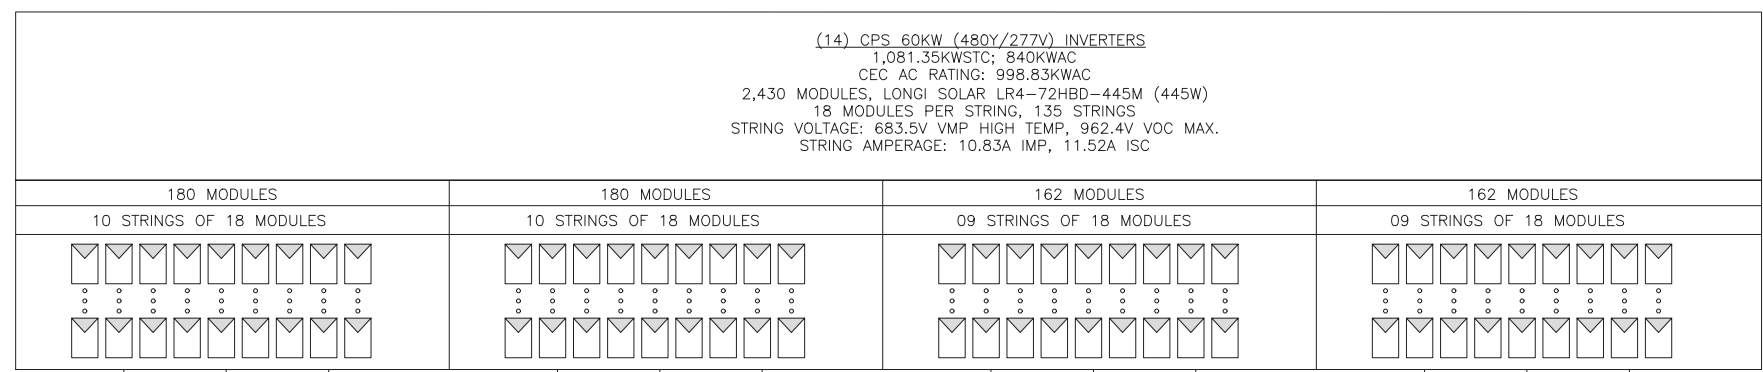 (14) CPS 60KW (480Y/277V) INVERTERS
1,081.35KWSTC; 840KWAC
CEC AC RATING: 998.83KWAC
2,430 MODULES, LONGI SOLAR LR4-72HBD-445M (445W)
18 MODULES PER STRING, 135 STRINGS
STRING VOLTAGE: 683.5V VMP HIGH TEMP, 962.4V VOC MAX.
STRING AMPERAGE: 10.83A IMP, 11.52A ISC
180 MODULES
180 MODULES
162 MODULES
162 MODULES
10 STRINGS OF 18 MODULES
10 STRINGS OF 18 MODULES
09 STRINGS OF 18 MODULES
09 STRINGS OF 18 MODULES